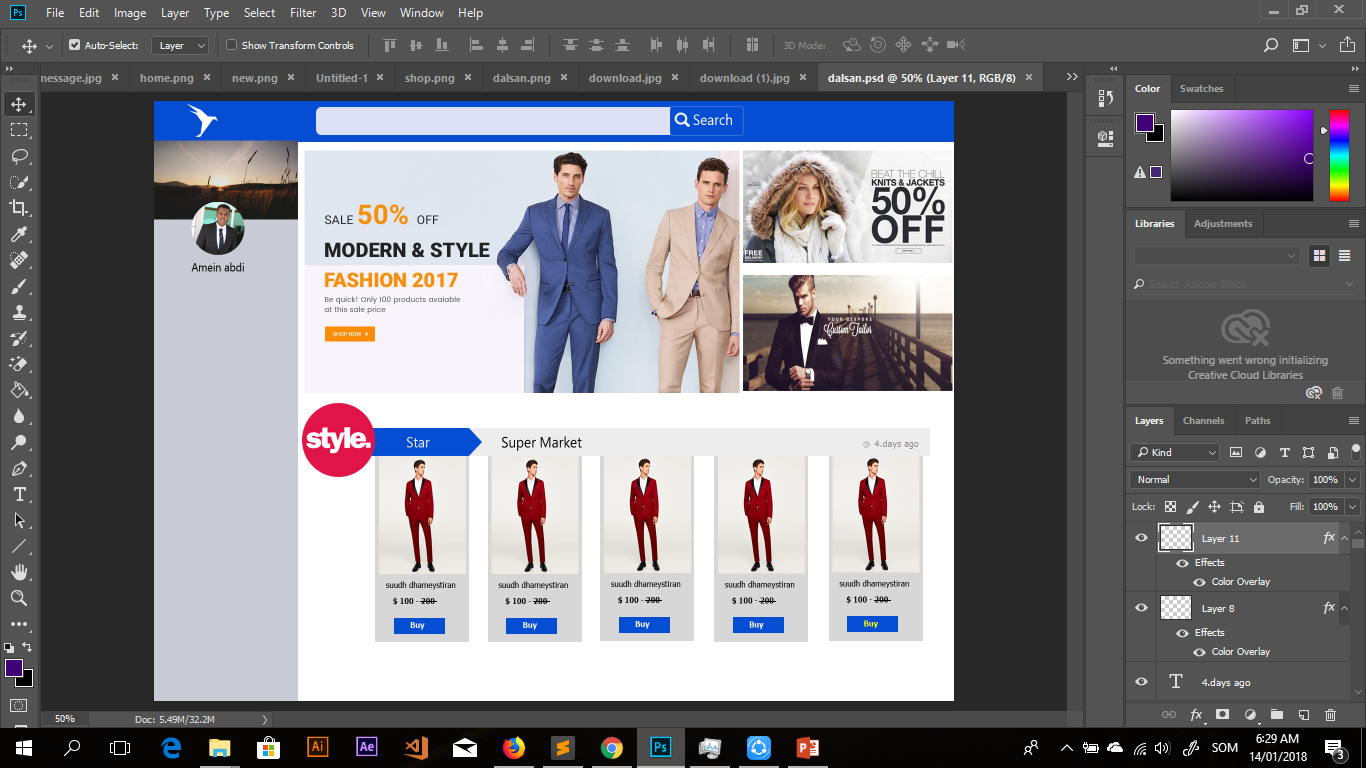 Ps File Edit Image Layer Type Select Filter 3D View Window Help
Auto-Select: Layer Show Transform Controls 3D Mode:
message.jpg home.png new.png Untitled-1 shop.png dalsan.png download.jpg download (1).jpg dalsan.psd @ 50% (Layer 11, RGB/8)
Search
Amein abdi
SALE 50% OFF
MODERN & STYLE
FASHION 2017
Be quick! Only 100 products avaiable
at this sale price
SHOP NOW
BEAT THE CHILL
KNITS & JACKETS
50%
OFF
FREE
DELIVERY
YOUR BESPOKE
Custom Tailor
style.
Star Super Market 4.days ago
suudh dhameystiran suudh dhameystiran suudh dhameystiran suudh dhameystiran suudh dhameystiran
$ 100 - 200 $ 100 - 200 $ 100 - 200 $ 100 - 200 $ 100 - 200
Buy Buy Buy Buy Buy
Color Swatches
Libraries Adjustments
Search Adobe Stock
Something went wrong initializing
Creative Cloud Libraries
Layers Channels Paths
Kind
Normal Opacity: 100%
Lock: Fill: 100%
Layer 11 fx
Effects
Color Overlay
Layer 8 fx
Effects
Color Overlay
T 4.days ago
fx
50% Doc: 5.49M/32.2M
Ai Ae Ps SOM 6:29 AM
14/01/2018 3